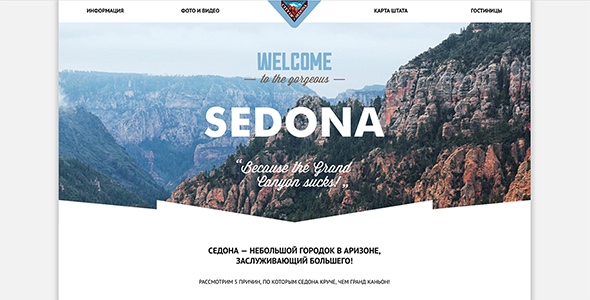 ИНФОРМАЦИЯ
ФОТО И ВИДЕО
КАРТА ШТАТА
ГОСТИНИЦЫ
WELCOME
to the gorgeous
SEDONA
“Because the Grand
Canyon sucks!„
СЕДОНА — НЕБОЛЬШОЙ ГОРОДОК В АРИЗОНЕ,
ЗАСЛУЖИВАЮЩИЙ БОЛЬШЕГО!
РАССМОТРИМ 5 ПРИЧИН, ПО КОТОРЫМ СЕДОНА КРУЧЕ, ЧЕМ ГРАНД КАНЬОН!